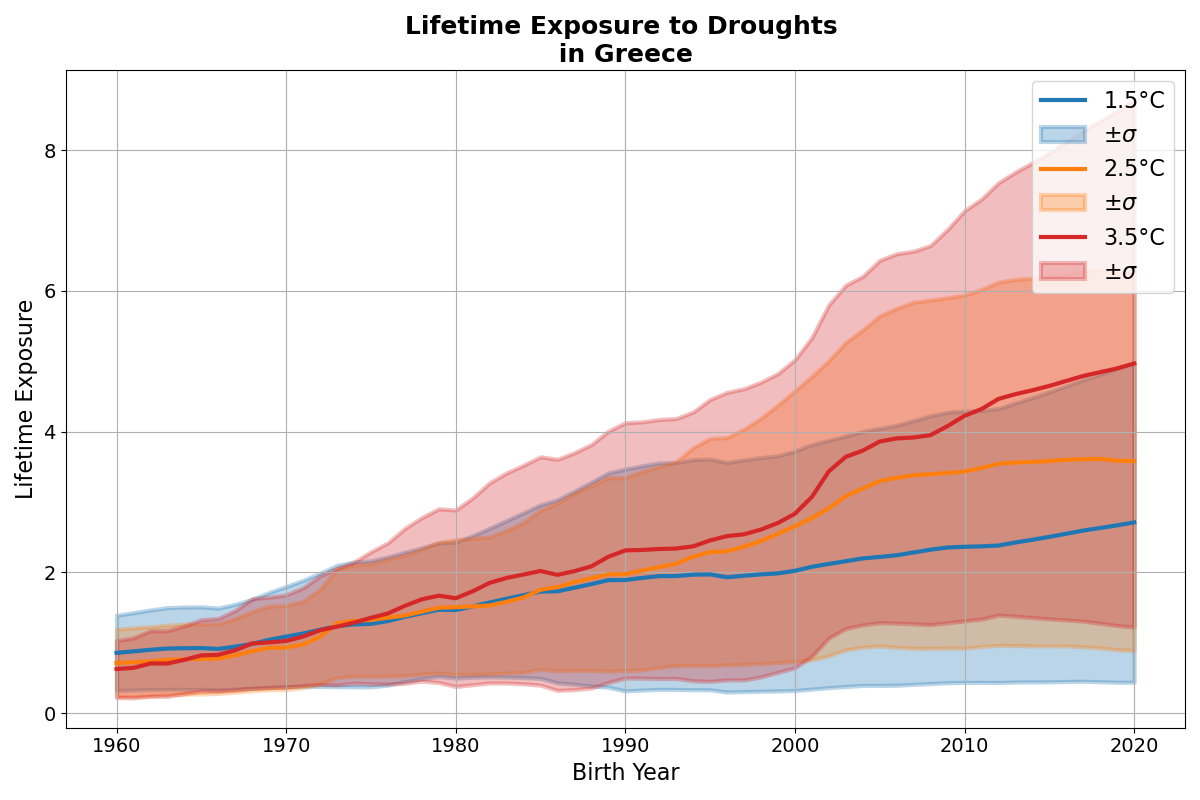 Lifetime Exposure to Droughts
in Greece
1.5°C
±σ
2.5°C
±σ
3.5°C
±σ
Lifetime Exposure
8
6
4
2
0
1960 1970 1980 1990 2000 2010 2020
Birth Year